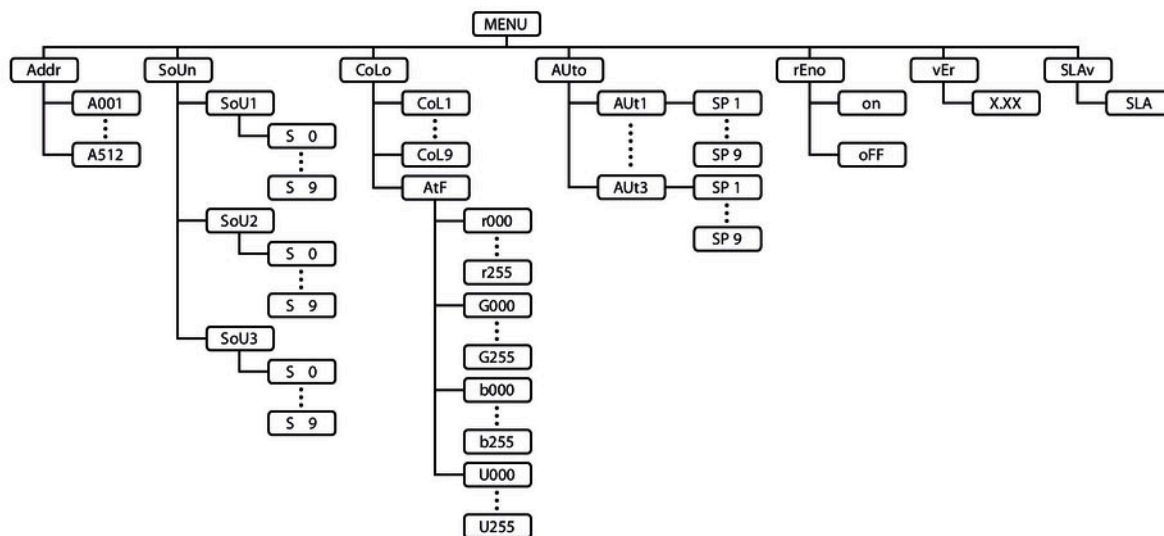 MENU
Addr SoUn CoLo AUto rEno vEr SLAv
A001 SoU1 CoL1 AUt1 SP 1 on X.XX SLA
S 0
A512 CoL9 SP 9 oFF
S 9 AtF AUt3 SP 1
SoU2 r000
SP 9
S 0
r255
S 9 G000
SoU3
G255
S 0
b000
S 9
b255
U000
U255